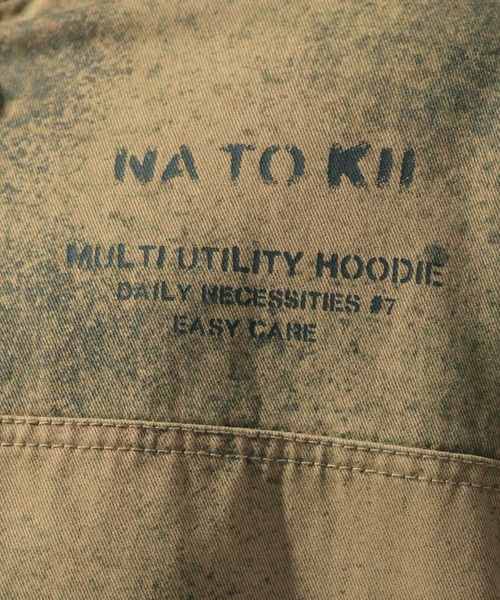 NA TO KII
MULTI UTILITY HOODIE
DAILY NECESSITIES #7
EASY CARE